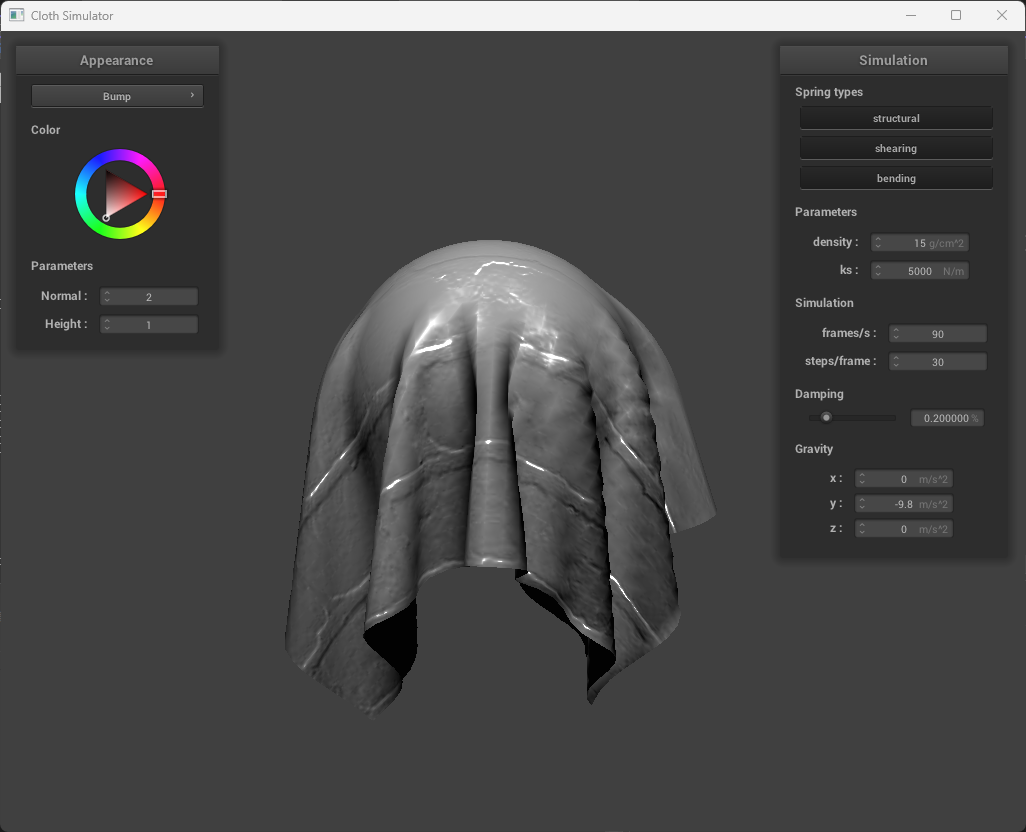 Cloth Simulator
Appearance
Bump
Color
Parameters
Normal : 2
Height : 1
Simulation
Spring types
structural
shearing
bending
Parameters
density : 15 g/cm^2
ks : 5000 N/m
Simulation
frames/s : 90
steps/frame : 30
Damping
0.200000 %
Gravity
x : 0 m/s^2
y : -9.8 m/s^2
z : 0 m/s^2